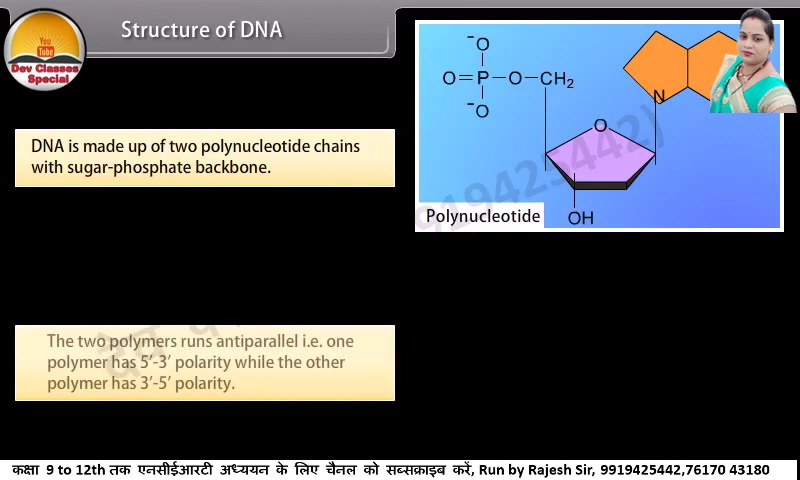 Structure of DNA
You
Tube
Dev Classes
Special
DNA is made up of two polynucleotide chains
with sugar-phosphate backbone.
The two polymers runs antiparallel i.e. one
polymer has 5′-3′ polarity while the other
polymer has 3′-5′ polarity.
⁻O
O=P—O—CH₂
⁻O
N
O
OH
Polynucleotide
919425442)
देव
कक्षा 9 to 12th तक एनसीईआरटी अध्ययन के लिए चैनल को सब्सक्राइब करें, Run by Rajesh Sir, 9919425442,76170 43180